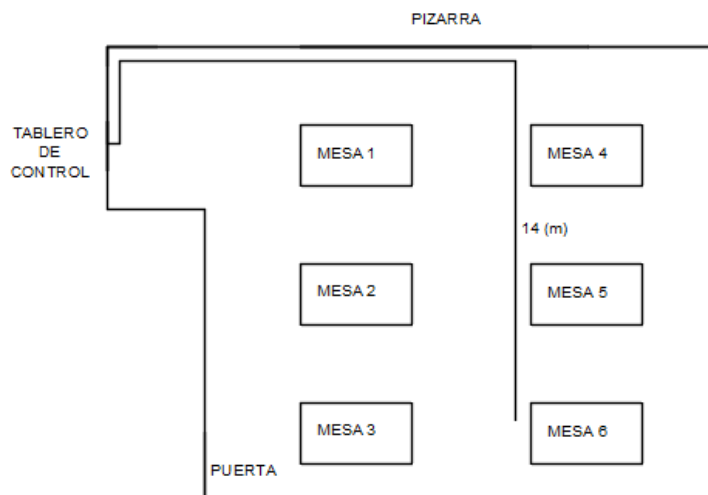 PIZARRA
TABLERO
DE
CONTROL
MESA 1
MESA 4
14 (m)
MESA 2
MESA 5
MESA 3
MESA 6
PUERTA